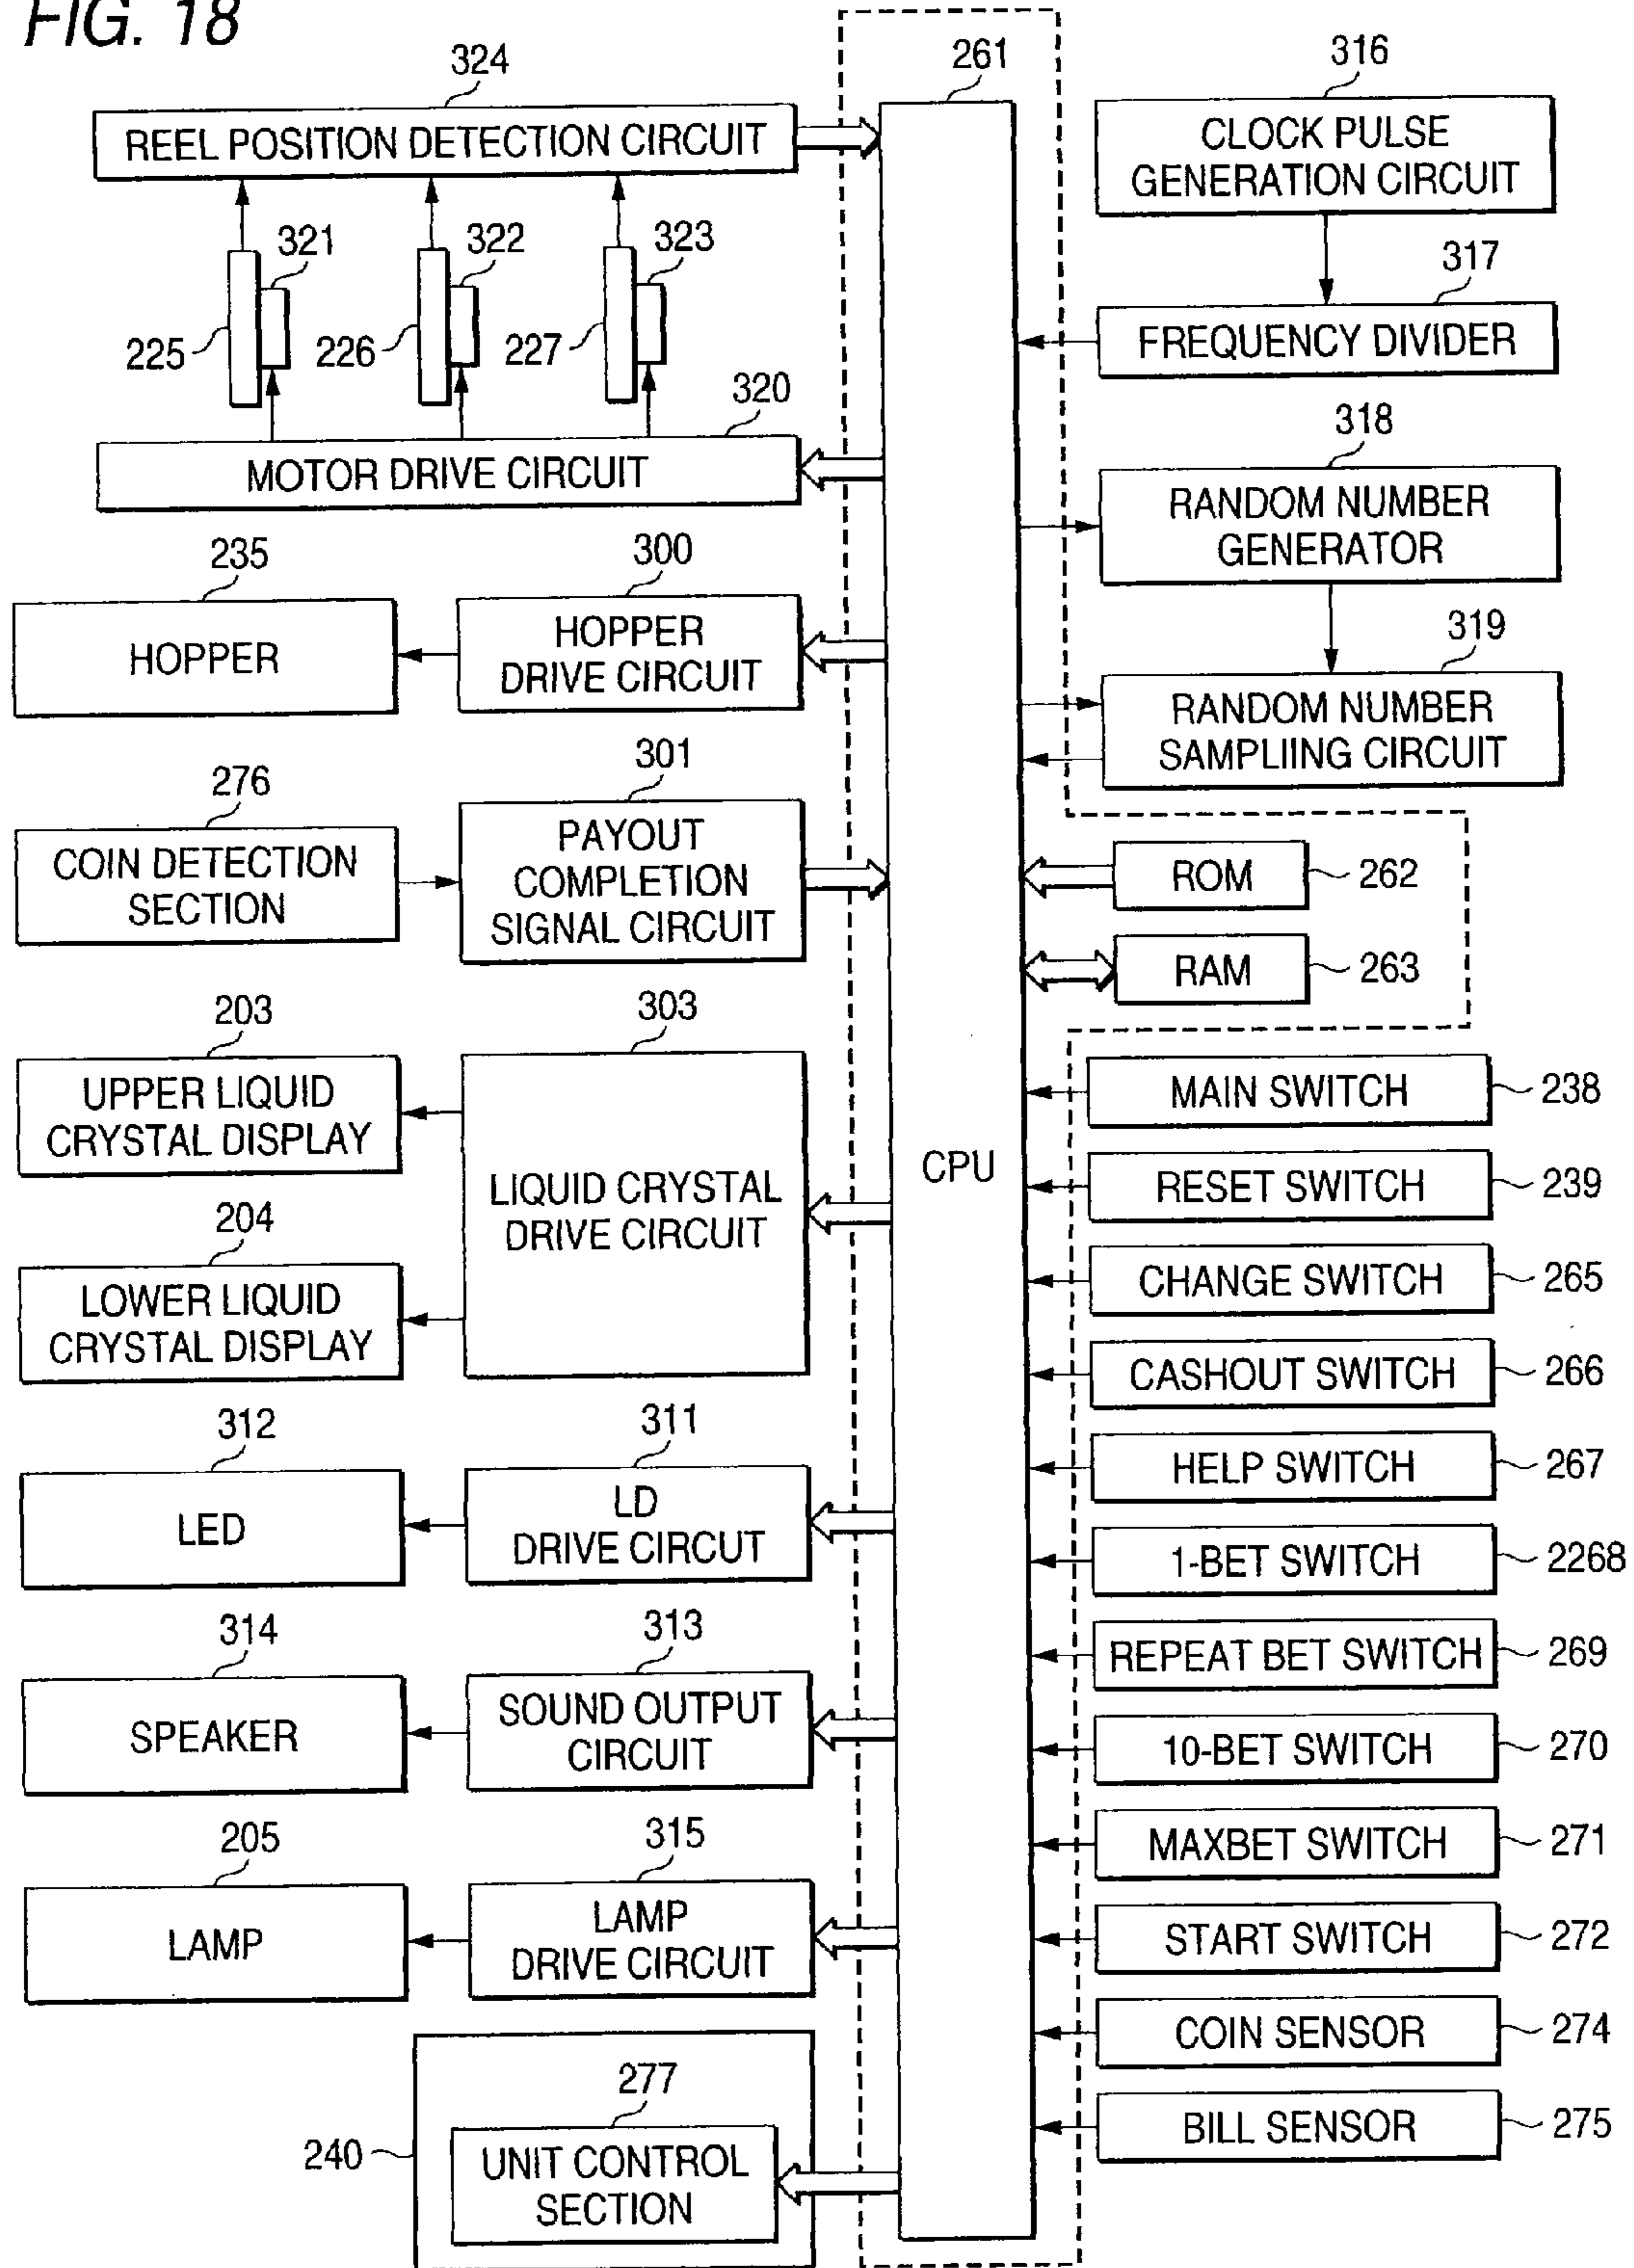 FIG. 18
324
REEL POSITION DETECTION CIRCUIT
321
322
323
225
226
227
320
MOTOR DRIVE CIRCUIT
235
HOPPER
300
HOPPER
DRIVE CIRCUIT
276
COIN DETECTION
SECTION
301
PAYOUT
COMPLETION
SIGNAL CIRCUIT
203
UPPER LIQUID
CRYSTAL DISPLAY
204
LOWER LIQUID
CRYSTAL DISPLAY
303
LIQUID CRYSTAL
DRIVE CIRCUIT
312
LED
311
LD
DRIVE CIRCUT
314
SPEAKER
313
SOUND OUTPUT
CIRCUIT
205
LAMP
315
LAMP
DRIVE CIRCUIT
240
277
UNIT CONTROL
SECTION
261
CPU
316
CLOCK PULSE
GENERATION CIRCUIT
317
FREQUENCY DIVIDER
318
RANDOM NUMBER
GENERATOR
319
RANDOM NUMBER
SAMPLIING CIRCUIT
ROM 262
RAM 263
MAIN SWITCH 238
RESET SWITCH 239
CHANGE SWITCH 265
CASHOUT SWITCH 266
HELP SWITCH 267
1-BET SWITCH 2268
REPEAT BET SWITCH 269
10-BET SWITCH 270
MAXBET SWITCH 271
START SWITCH 272
COIN SENSOR 274
BILL SENSOR 275